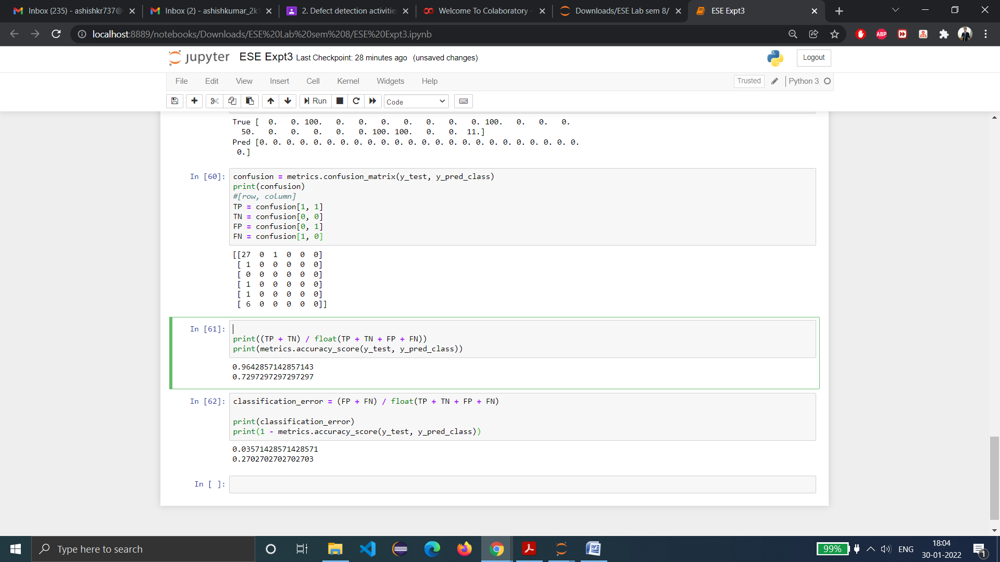 Inbox (235) - ashishkr737@
Inbox (2) - ashishkumar_2k1
2. Defect detection activitie
Welcome To Colaboratory -
Downloads/ESE Lab sem 8/
ESE Expt3
localhost:8889/notebooks/Downloads/ESE%20Lab%20sem%208/ESE%20Expt3.ipynb
ABP
jupyter ESE Expt3 Last Checkpoint: 28 minutes ago (unsaved changes)
Logout
File Edit View Insert Cell Kernel Widgets Help
Trusted Python 3
Run Code
True [ 0. 0. 100. 0. 0. 0. 0. 0. 0. 0. 100. 0. 0. 0.
50. 0. 0. 0. 0. 0. 100. 100. 0. 0. 11.]
Pred [0. 0. 0. 0. 0. 0. 0. 0. 0. 0. 0. 0. 0. 0. 0. 0. 0. 0. 0. 0. 0. 0. 0. 0.
0.]
In [60]: confusion = metrics.confusion_matrix(y_test, y_pred_class)
print(confusion)
#[row, column]
TP = confusion[1, 1]
TN = confusion[0, 0]
FP = confusion[0, 1]
FN = confusion[1, 0]
[[27 0 1 0 0 0]
[ 1 0 0 0 0 0]
[ 0 0 0 0 0 0]
[ 1 0 0 0 0 0]
[ 1 0 0 0 0 0]
[ 6 0 0 0 0 0]]
In [61]:
print((TP + TN) / float(TP + TN + FP + FN))
print(metrics.accuracy_score(y_test, y_pred_class))
0.9642857142857143
0.7297297297297297
In [62]: classification_error = (FP + FN) / float(TP + TN + FP + FN)
print(classification_error)
print(1 - metrics.accuracy_score(y_test, y_pred_class))
0.03571428571428571
0.2702702702702703
In [ ]:
Type here to search
99%
ENG
18:04
30-01-2022
1